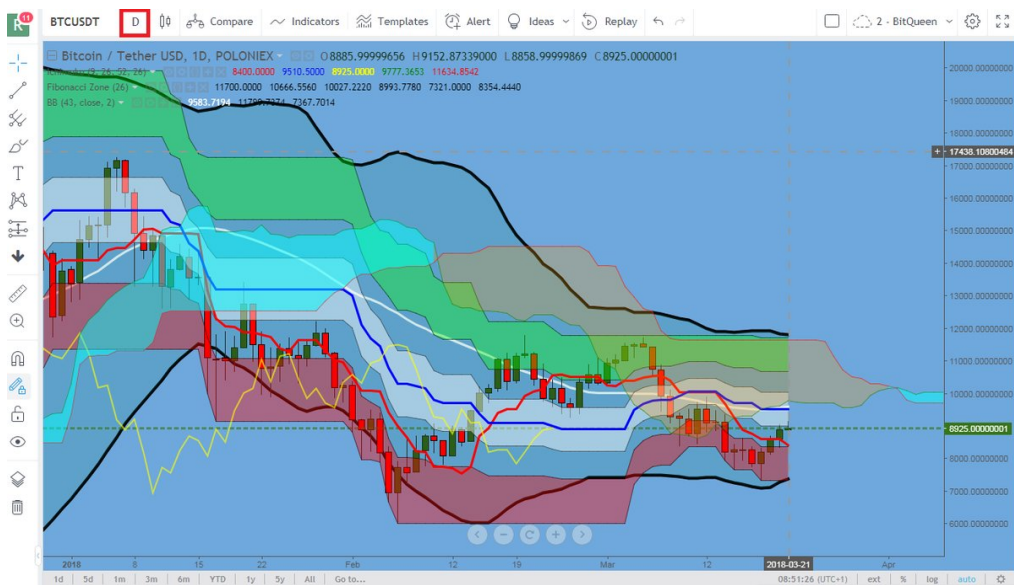 11
BTCUSDT D Compare Indicators Templates Alert Ideas Replay 2 - BitQueen
Bitcoin / Tether USD, 1D, POLONIEX O8885.99999656 H9152.87339000 L8858.99999869 C8925.00000001
8400.0000 9510.5000 8925.0000 9777.3653 11634.8542
Fibonacci Zone (26) 11700.0000 10666.5560 10027.2220 8993.7780 7321.0000 8354.4440
BB (43, close, 2) 9583.7194 7367.7014
20000.00000000
19000.00000000
18000.00000000
17438.10800484
17000.00000000
16000.00000000
15000.00000000
14000.00000000
13000.00000000
12000.00000000
11000.00000000
10000.00000000
8925.00000001
8000.00000000
7000.00000000
6000.00000000
2018 8 15 22 Feb 12 19 Mar 12 2018-03-21 Apr
1d 5d 1m 3m 6m YTD 1y 5y All Go to... 08:51:26 (UTC+1) ext % log auto